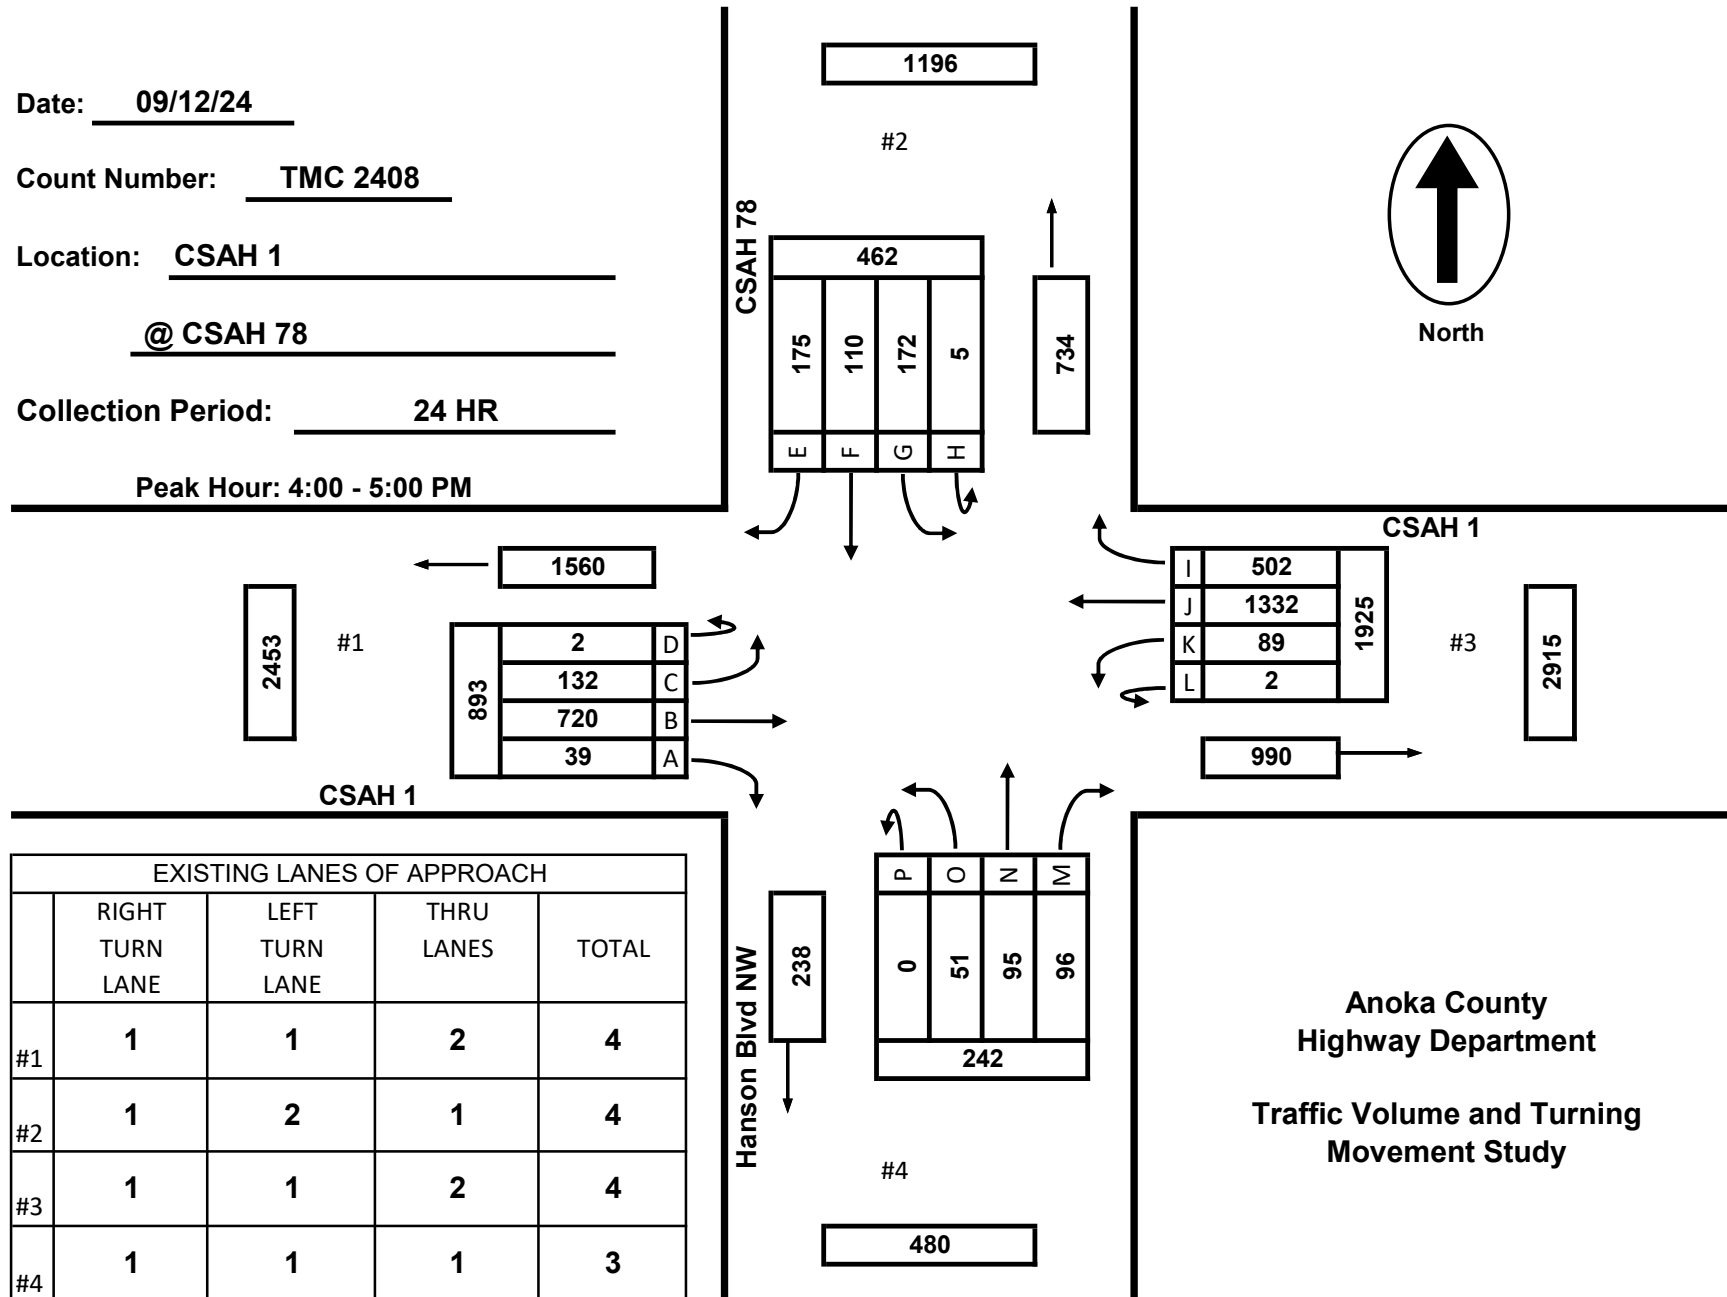 Date: 09/12/24
Count Number: TMC 2408
Location: CSAH 1
@ CSAH 78
Collection Period: 24 HR
Peak Hour: 4:00 - 5:00 PM
1196
#2
CSAH 78
462
175 110 172 5
E F G H
734
North
CSAH 1
1560
2453
#1
893
2 D
132 C
720 B
39 A
CSAH 1
I 502
J 1332
K 89
L 2
1925
#3
2915
990
EXISTING LANES OF APPROACH
RIGHT TURN LANE
LEFT TURN LANE
THRU LANES
TOTAL
#1 1 1 2 4
#2 1 2 1 4
#3 1 1 2 4
#4 1 1 1 3
Hanson Blvd NW
238
P O N M
0 51 95 96
242
#4
480
Anoka County
Highway Department
Traffic Volume and Turning
Movement Study